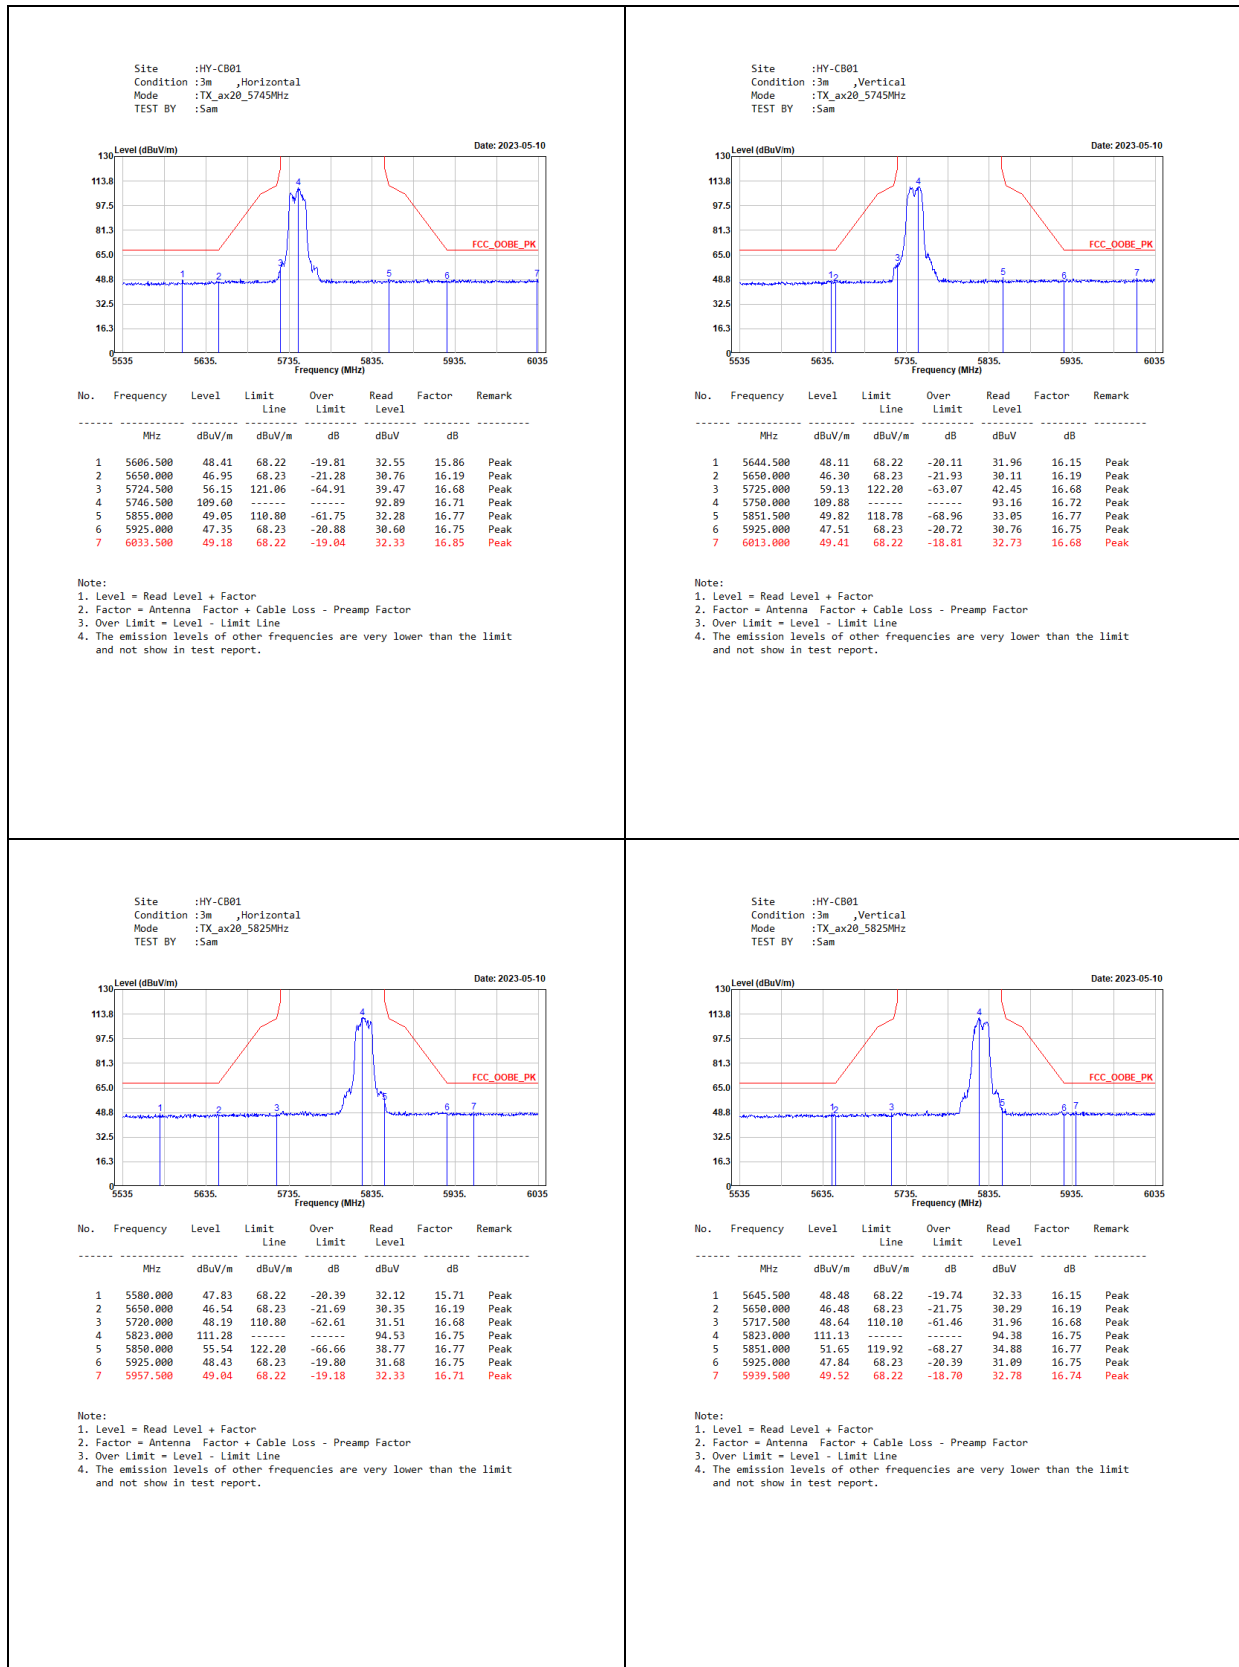 Site :HY-CB01
Condition :3m ,Horizontal
Mode :TX_ax20_5745MHz
TEST BY :Sam
Level (dBuV/m) Date: 2023-05-10
130
113.8
97.5
81.3
65.0
48.8
32.5
16.3
0
FCC_OOBE_PK
1 2 3 4 5 6 7
5535 5635. 5735. 5835. 5935. 6035
Frequency (MHz)
No. Frequency Level Limit Over Read Factor Remark
Line Limit Level
------ ----------- -------- --------- -------- -------- -------- ---------
MHz dBuV/m dBuV/m dB dBuV dB
1 5606.500 48.41 68.22 -19.81 32.55 15.86 Peak
2 5650.000 46.95 68.23 -21.28 30.76 16.19 Peak
3 5724.500 56.15 121.06 -64.91 39.47 16.68 Peak
4 5746.500 109.60 ------ ----- 92.89 16.71 Peak
5 5855.000 49.05 110.80 -61.75 32.28 16.77 Peak
6 5925.000 47.35 68.23 -20.88 30.60 16.75 Peak
7 6033.500 49.18 68.22 -19.04 32.33 16.85 Peak
Note:
1. Level = Read Level + Factor
2. Factor = Antenna Factor + Cable Loss - Preamp Factor
3. Over Limit = Level - Limit Line
4. The emission levels of other frequencies are very lower than the limit
and not show in test report.
Site :HY-CB01
Condition :3m ,Vertical
Mode :TX_ax20_5745MHz
TEST BY :Sam
Level (dBuV/m) Date: 2023-05-10
130
113.8
97.5
81.3
65.0
48.8
32.5
16.3
0
FCC_OOBE_PK
1 2 3 4 5 6 7
5535 5635. 5735. 5835. 5935. 6035
Frequency (MHz)
No. Frequency Level Limit Over Read Factor Remark
Line Limit Level
------ ----------- -------- --------- -------- -------- -------- ---------
MHz dBuV/m dBuV/m dB dBuV dB
1 5644.500 48.11 68.22 -20.11 31.96 16.15 Peak
2 5650.000 46.30 68.23 -21.93 30.11 16.19 Peak
3 5725.000 59.13 122.20 -63.07 42.45 16.68 Peak
4 5750.000 109.88 ------ ----- 93.16 16.72 Peak
5 5851.500 49.82 118.78 -68.96 33.05 16.77 Peak
6 5925.000 47.51 68.23 -20.72 30.76 16.75 Peak
7 6013.000 49.41 68.22 -18.81 32.73 16.68 Peak
Note:
1. Level = Read Level + Factor
2. Factor = Antenna Factor + Cable Loss - Preamp Factor
3. Over Limit = Level - Limit Line
4. The emission levels of other frequencies are very lower than the limit
and not show in test report.
Site :HY-CB01
Condition :3m ,Horizontal
Mode :TX_ax20_5825MHz
TEST BY :Sam
Level (dBuV/m) Date: 2023-05-10
130
113.8
97.5
81.3
65.0
48.8
32.5
16.3
0
FCC_OOBE_PK
1 2 3 4 5 6 7
5535 5635. 5735. 5835. 5935. 6035
Frequency (MHz)
No. Frequency Level Limit Over Read Factor Remark
Line Limit Level
------ ----------- -------- --------- -------- -------- -------- ---------
MHz dBuV/m dBuV/m dB dBuV dB
1 5580.000 47.83 68.22 -20.39 32.12 15.71 Peak
2 5650.000 46.54 68.23 -21.69 30.35 16.19 Peak
3 5720.000 48.19 110.80 -62.61 31.51 16.68 Peak
4 5823.000 111.28 ------ ----- 94.53 16.75 Peak
5 5850.000 55.54 122.20 -66.66 38.77 16.77 Peak
6 5925.000 48.43 68.23 -19.80 31.68 16.75 Peak
7 5957.500 49.04 68.22 -19.18 32.33 16.71 Peak
Note:
1. Level = Read Level + Factor
2. Factor = Antenna Factor + Cable Loss - Preamp Factor
3. Over Limit = Level - Limit Line
4. The emission levels of other frequencies are very lower than the limit
and not show in test report.
Site :HY-CB01
Condition :3m ,Vertical
Mode :TX_ax20_5825MHz
TEST BY :Sam
Level (dBuV/m) Date: 2023-05-10
130
113.8
97.5
81.3
65.0
48.8
32.5
16.3
0
FCC_OOBE_PK
1 2 3 4 5 6 7
5535 5635. 5735. 5835. 5935. 6035
Frequency (MHz)
No. Frequency Level Limit Over Read Factor Remark
Line Limit Level
------ ----------- -------- --------- -------- -------- -------- ---------
MHz dBuV/m dBuV/m dB dBuV dB
1 5645.500 48.48 68.22 -19.74 32.33 16.15 Peak
2 5650.000 46.48 68.23 -21.75 30.29 16.19 Peak
3 5717.500 48.64 110.10 -61.46 31.96 16.68 Peak
4 5823.000 111.13 ------ ----- 94.38 16.75 Peak
5 5851.000 51.65 119.92 -68.27 34.88 16.77 Peak
6 5925.000 47.84 68.23 -20.39 31.09 16.75 Peak
7 5939.500 49.52 68.22 -18.70 32.78 16.74 Peak
Note:
1. Level = Read Level + Factor
2. Factor = Antenna Factor + Cable Loss - Preamp Factor
3. Over Limit = Level - Limit Line
4. The emission levels of other frequencies are very lower than the limit
and not show in test report.